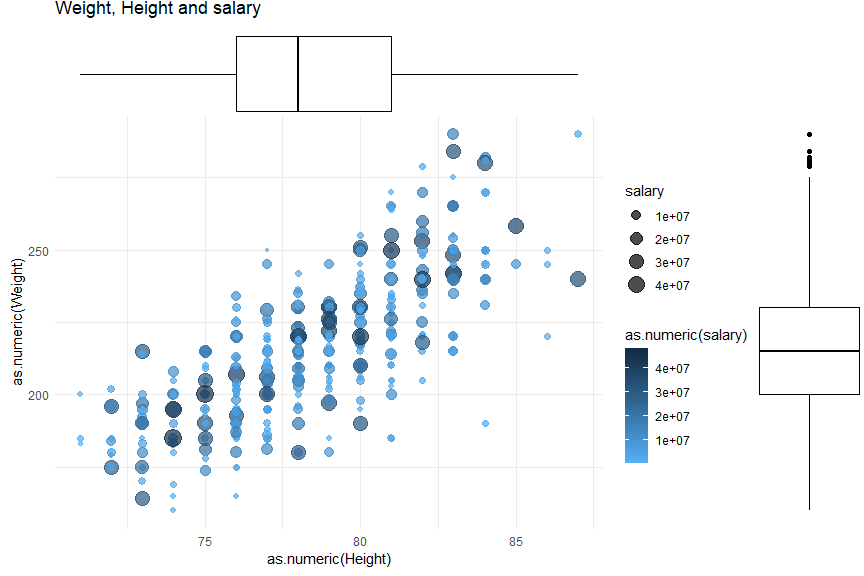 Weight, Height and salary
as.numeric(Weight)
250
200
75
80
85
as.numeric(Height)
salary
1e+07
2e+07
3e+07
4e+07
as.numeric(salary)
4e+07
3e+07
2e+07
1e+07